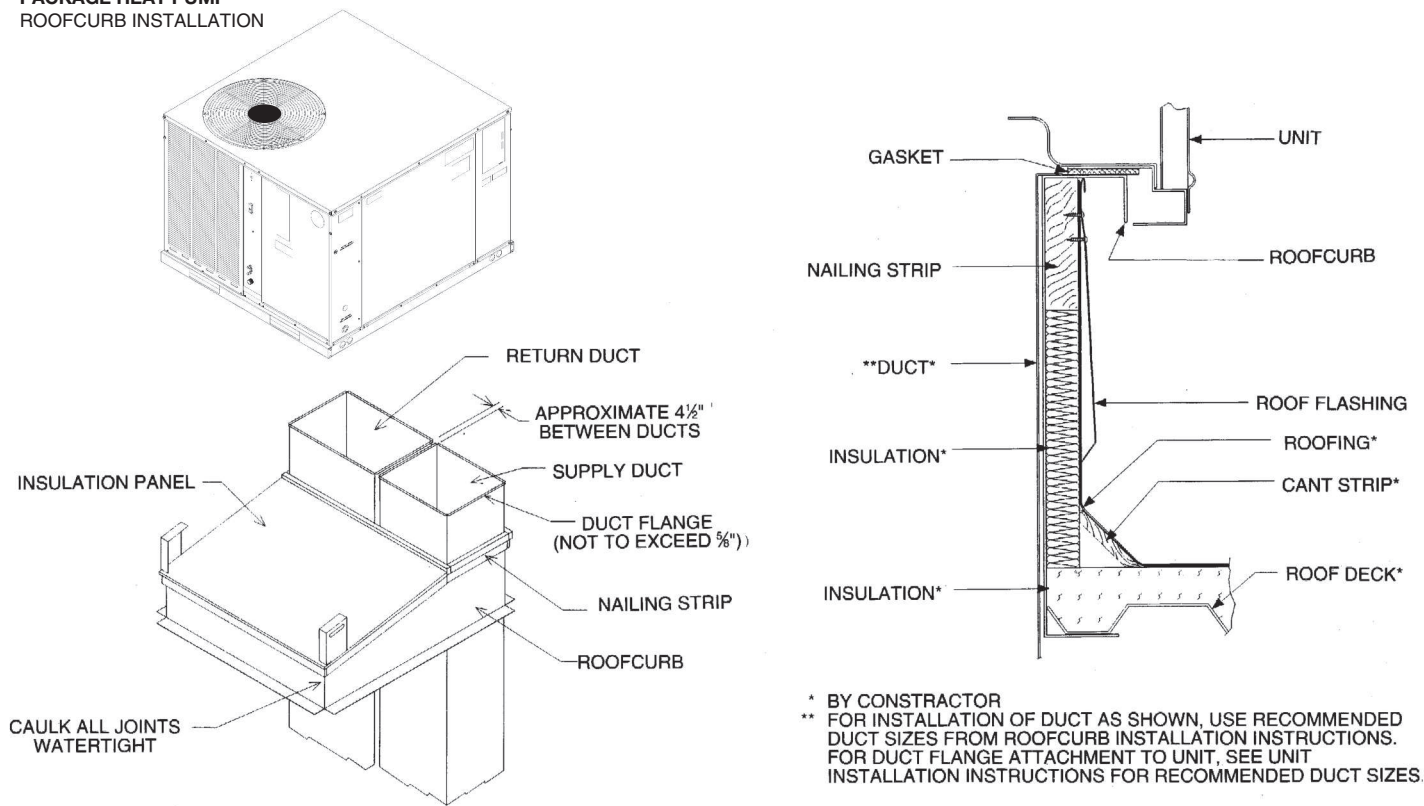 PACKAGE HEAT PUMP
ROOFCURB INSTALLATION
RETURN DUCT
APPROXIMATE 4½"
BETWEEN DUCTS
SUPPLY DUCT
INSULATION PANEL
DUCT FLANGE
(NOT TO EXCEED ⅝")
NAILING STRIP
ROOFCURB
CAULK ALL JOINTS
WATERTIGHT
UNIT
GASKET
ROOFCURB
NAILING STRIP
**DUCT*
ROOF FLASHING
ROOFING*
INSULATION*
CANT STRIP*
ROOF DECK*
INSULATION*
* BY CONSTRACTOR
** FOR INSTALLATION OF DUCT AS SHOWN, USE RECOMMENDED
DUCT SIZES FROM ROOFCURB INSTALLATION INSTRUCTIONS.
FOR DUCT FLANGE ATTACHMENT TO UNIT, SEE UNIT
INSTALLATION INSTRUCTIONS FOR RECOMMENDED DUCT SIZES.